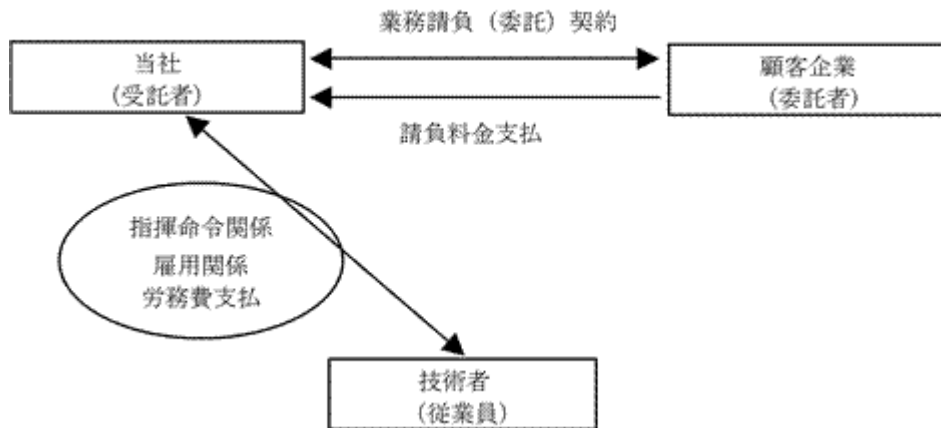 業務請負（委託）契約
当社
（受託者）
顧客企業
（委託者）
請負料金支払
指揮命令関係
雇用関係
労務費支払
技術者
（従業員）